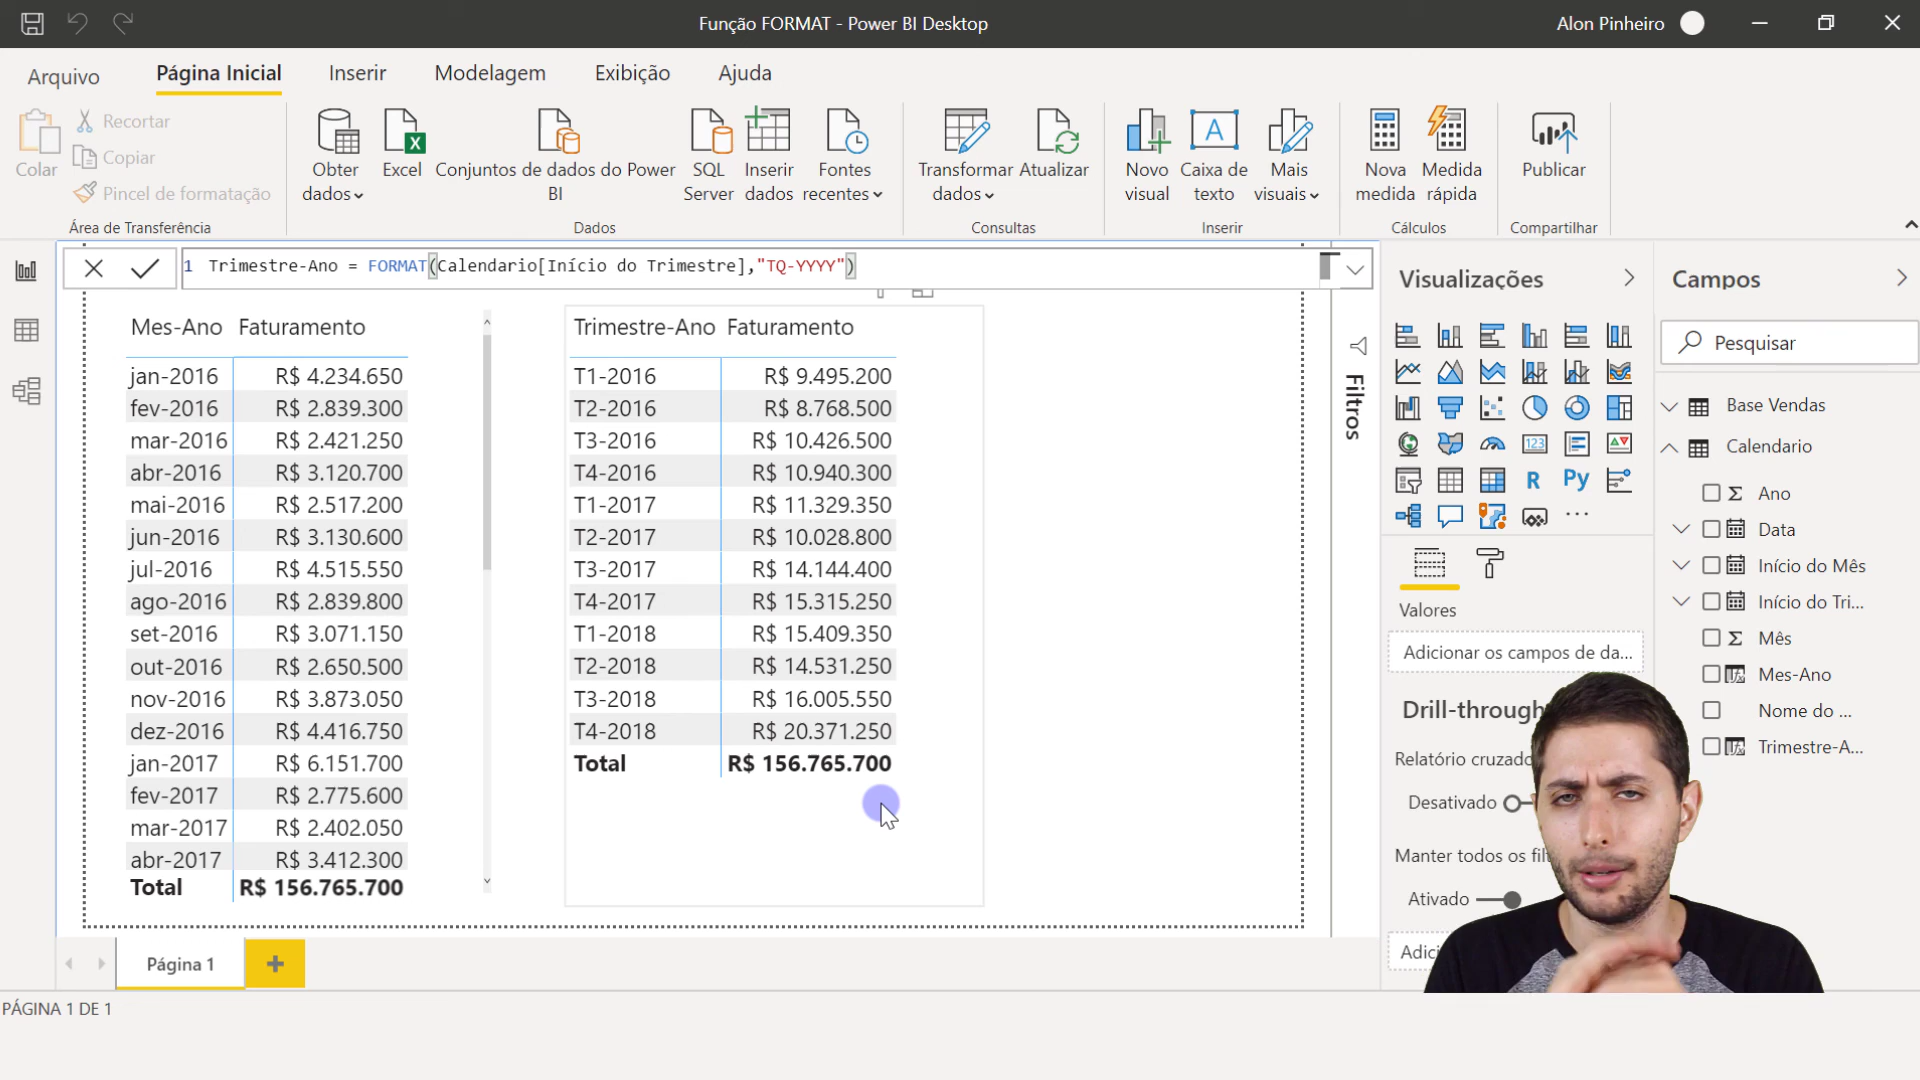 Função FORMAT - Power BI Desktop
Alon Pinheiro
Arquivo
Página Inicial
Inserir
Modelagem
Exibição
Ajuda
Colar
Recortar
Copiar
Pincel de formatação
Área de Transferência
Obter dados
Excel
Conjuntos de dados do Power BI
SQL Server
Inserir dados
Fontes recentes
Dados
Transformar dados
Atualizar
Consultas
Novo visual
Caixa de texto
Mais visuais
Inserir
Nova medida
Medida rápida
Cálculos
Publicar
Compartilhar
1 Trimestre-Ano = FORMAT(Calendario[Início do Trimestre],"TQ-YYYY")
Mes-Ano Faturamento
jan-2016 R$ 4.234.650
fev-2016 R$ 2.839.300
mar-2016 R$ 2.421.250
abr-2016 R$ 3.120.700
mai-2016 R$ 2.517.200
jun-2016 R$ 3.130.600
jul-2016 R$ 4.515.550
ago-2016 R$ 2.839.800
set-2016 R$ 3.071.150
out-2016 R$ 2.650.500
nov-2016 R$ 3.873.050
dez-2016 R$ 4.416.750
jan-2017 R$ 6.151.700
fev-2017 R$ 2.775.600
mar-2017 R$ 2.402.050
abr-2017 R$ 3.412.300
Total R$ 156.765.700
Trimestre-Ano Faturamento
T1-2016 R$ 9.495.200
T2-2016 R$ 8.768.500
T3-2016 R$ 10.426.500
T4-2016 R$ 10.940.300
T1-2017 R$ 11.329.350
T2-2017 R$ 10.028.800
T3-2017 R$ 14.144.400
T4-2017 R$ 15.315.250
T1-2018 R$ 15.409.350
T2-2018 R$ 14.531.250
T3-2018 R$ 16.005.550
T4-2018 R$ 20.371.250
Total R$ 156.765.700
Filtros
Visualizações
123
R
Py
Valores
Adicionar os campos de da...
Drill-through
Relatório cruzado
Desativado
Manter todos os
Ativado
Campos
Pesquisar
Base Vendas
Calendario
Ano
Data
Início do Mês
Início do Tri...
Mês
Mes-Ano
Nome do ...
Trimestre-A...
Página 1
PÁGINA 1 DE 1